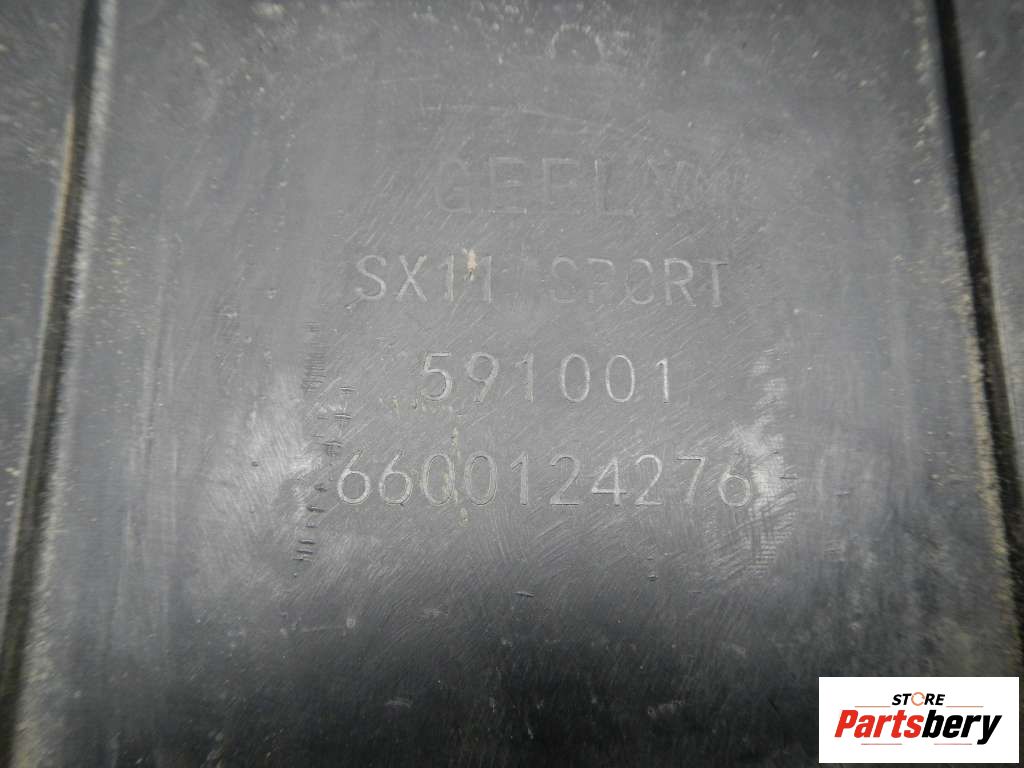 GEELY
SX11 SPORT
591001
6600124276
STORE
Partsbery